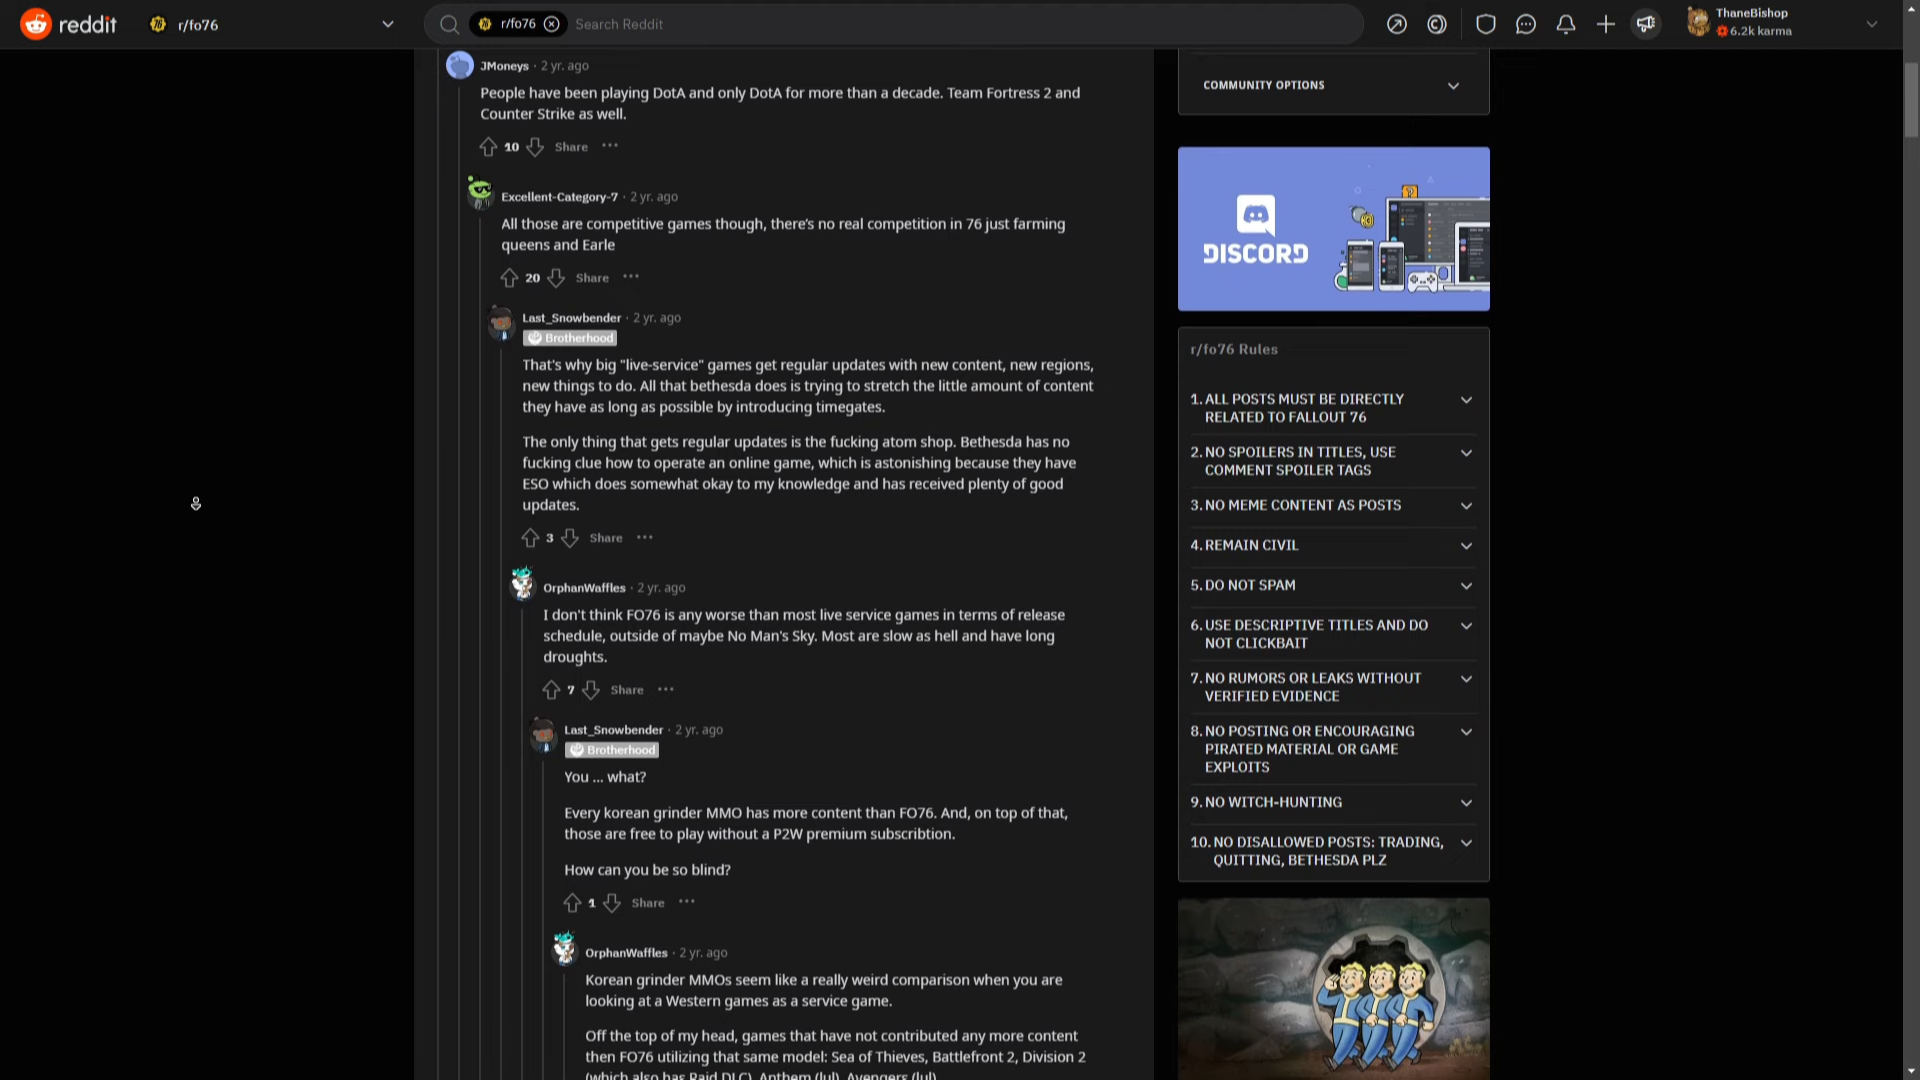 reddit
r/fo76
r/fo76
Search Reddit
ThaneBishop
6.2k karma
JMoneys · 2 yr. ago
People have been playing DotA and only DotA for more than a decade. Team Fortress 2 and
Counter Strike as well.
10 Share ...
Excellent-Category-7 · 2 yr. ago
All those are competitive games though, there's no real competition in 76 just farming
queens and Earle
20 Share ...
Last_Snowbender · 2 yr. ago
Brotherhood
That's why big "live-service" games get regular updates with new content, new regions,
new things to do. All that bethesda does is trying to stretch the little amount of content
they have as long as possible by introducing timegates.
The only thing that gets regular updates is the fucking atom shop. Bethesda has no
fucking clue how to operate an online game, which is astonishing because they have
ESO which does somewhat okay to my knowledge and has received plenty of good
updates.
3 Share ...
OrphanWaffles · 2 yr. ago
I don't think FO76 is any worse than most live service games in terms of release
schedule, outside of maybe No Man's Sky. Most are slow as hell and have long
droughts.
7 Share ...
Last_Snowbender · 2 yr. ago
Brotherhood
You ... what?
Every korean grinder MMO has more content than FO76. And, on top of that,
those are free to play without a P2W premium subscribtion.
How can you be so blind?
1 Share ...
OrphanWaffles · 2 yr. ago
Korean grinder MMOs seem like a really weird comparison when you are
looking at a Western games as a service game.
Off the top of my head, games that have not contributed any more content
then FO76 utilizing that same model: Sea of Thieves, Battlefront 2, Division 2
(which also has Raid DLC), Anthem (lul), Avengers (lul)
COMMUNITY OPTIONS
DISCORD
r/fo76 Rules
1. ALL POSTS MUST BE DIRECTLY
RELATED TO FALLOUT 76
2. NO SPOILERS IN TITLES, USE
COMMENT SPOILER TAGS
3. NO MEME CONTENT AS POSTS
4. REMAIN CIVIL
5. DO NOT SPAM
6. USE DESCRIPTIVE TITLES AND DO
NOT CLICKBAIT
7. NO RUMORS OR LEAKS WITHOUT
VERIFIED EVIDENCE
8. NO POSTING OR ENCOURAGING
PIRATED MATERIAL OR GAME
EXPLOITS
9. NO WITCH-HUNTING
10. NO DISALLOWED POSTS: TRADING,
QUITTING, BETHESDA PLZ